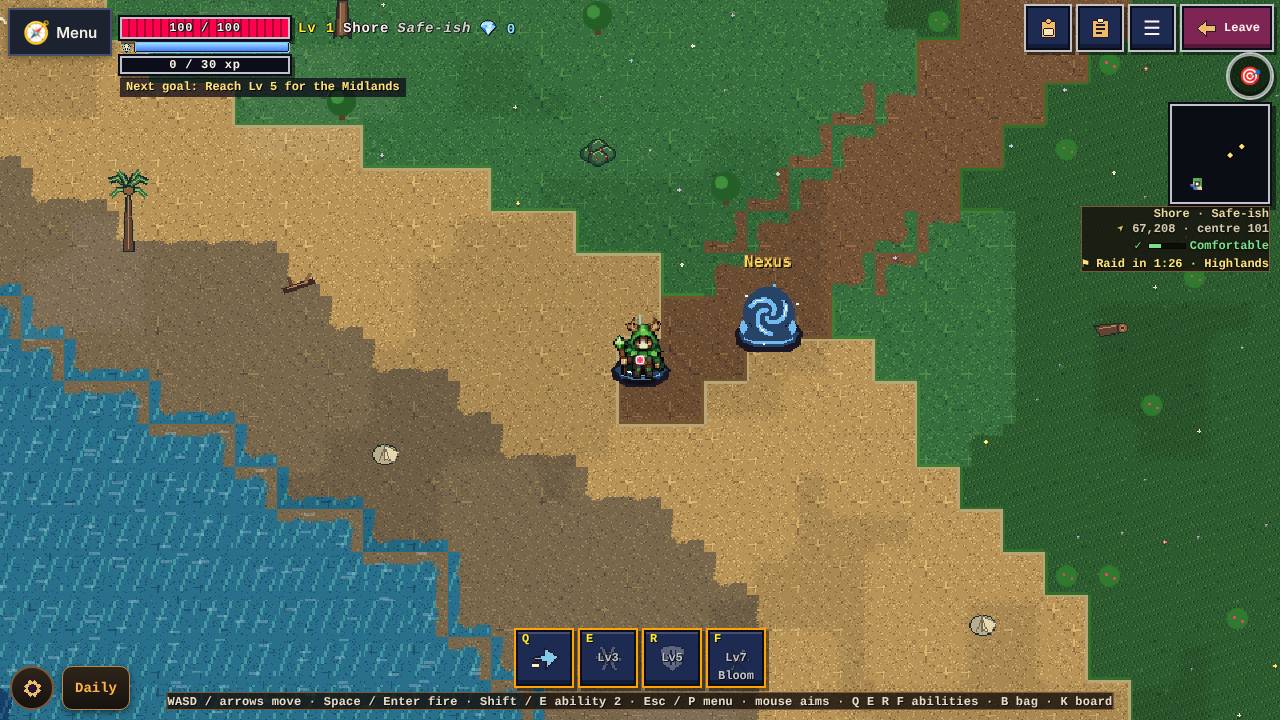 Menu
100 / 100
Lv 1 Shore Safe-ish 0
0 / 30 xp
Next goal: Reach Lv 5 for the Midlands
Leave
Shore · Safe-ish
67,208 · centre 101
Comfortable
Raid in 1:26 · Highlands
Nexus
Q
E
Lv3
R
Lv5
F
Lv7
Bloom
Daily
WASD / arrows move · Space / Enter fire · Shift / E ability 2 · Esc / P menu · mouse aims · Q E R F abilities · B bag · K board